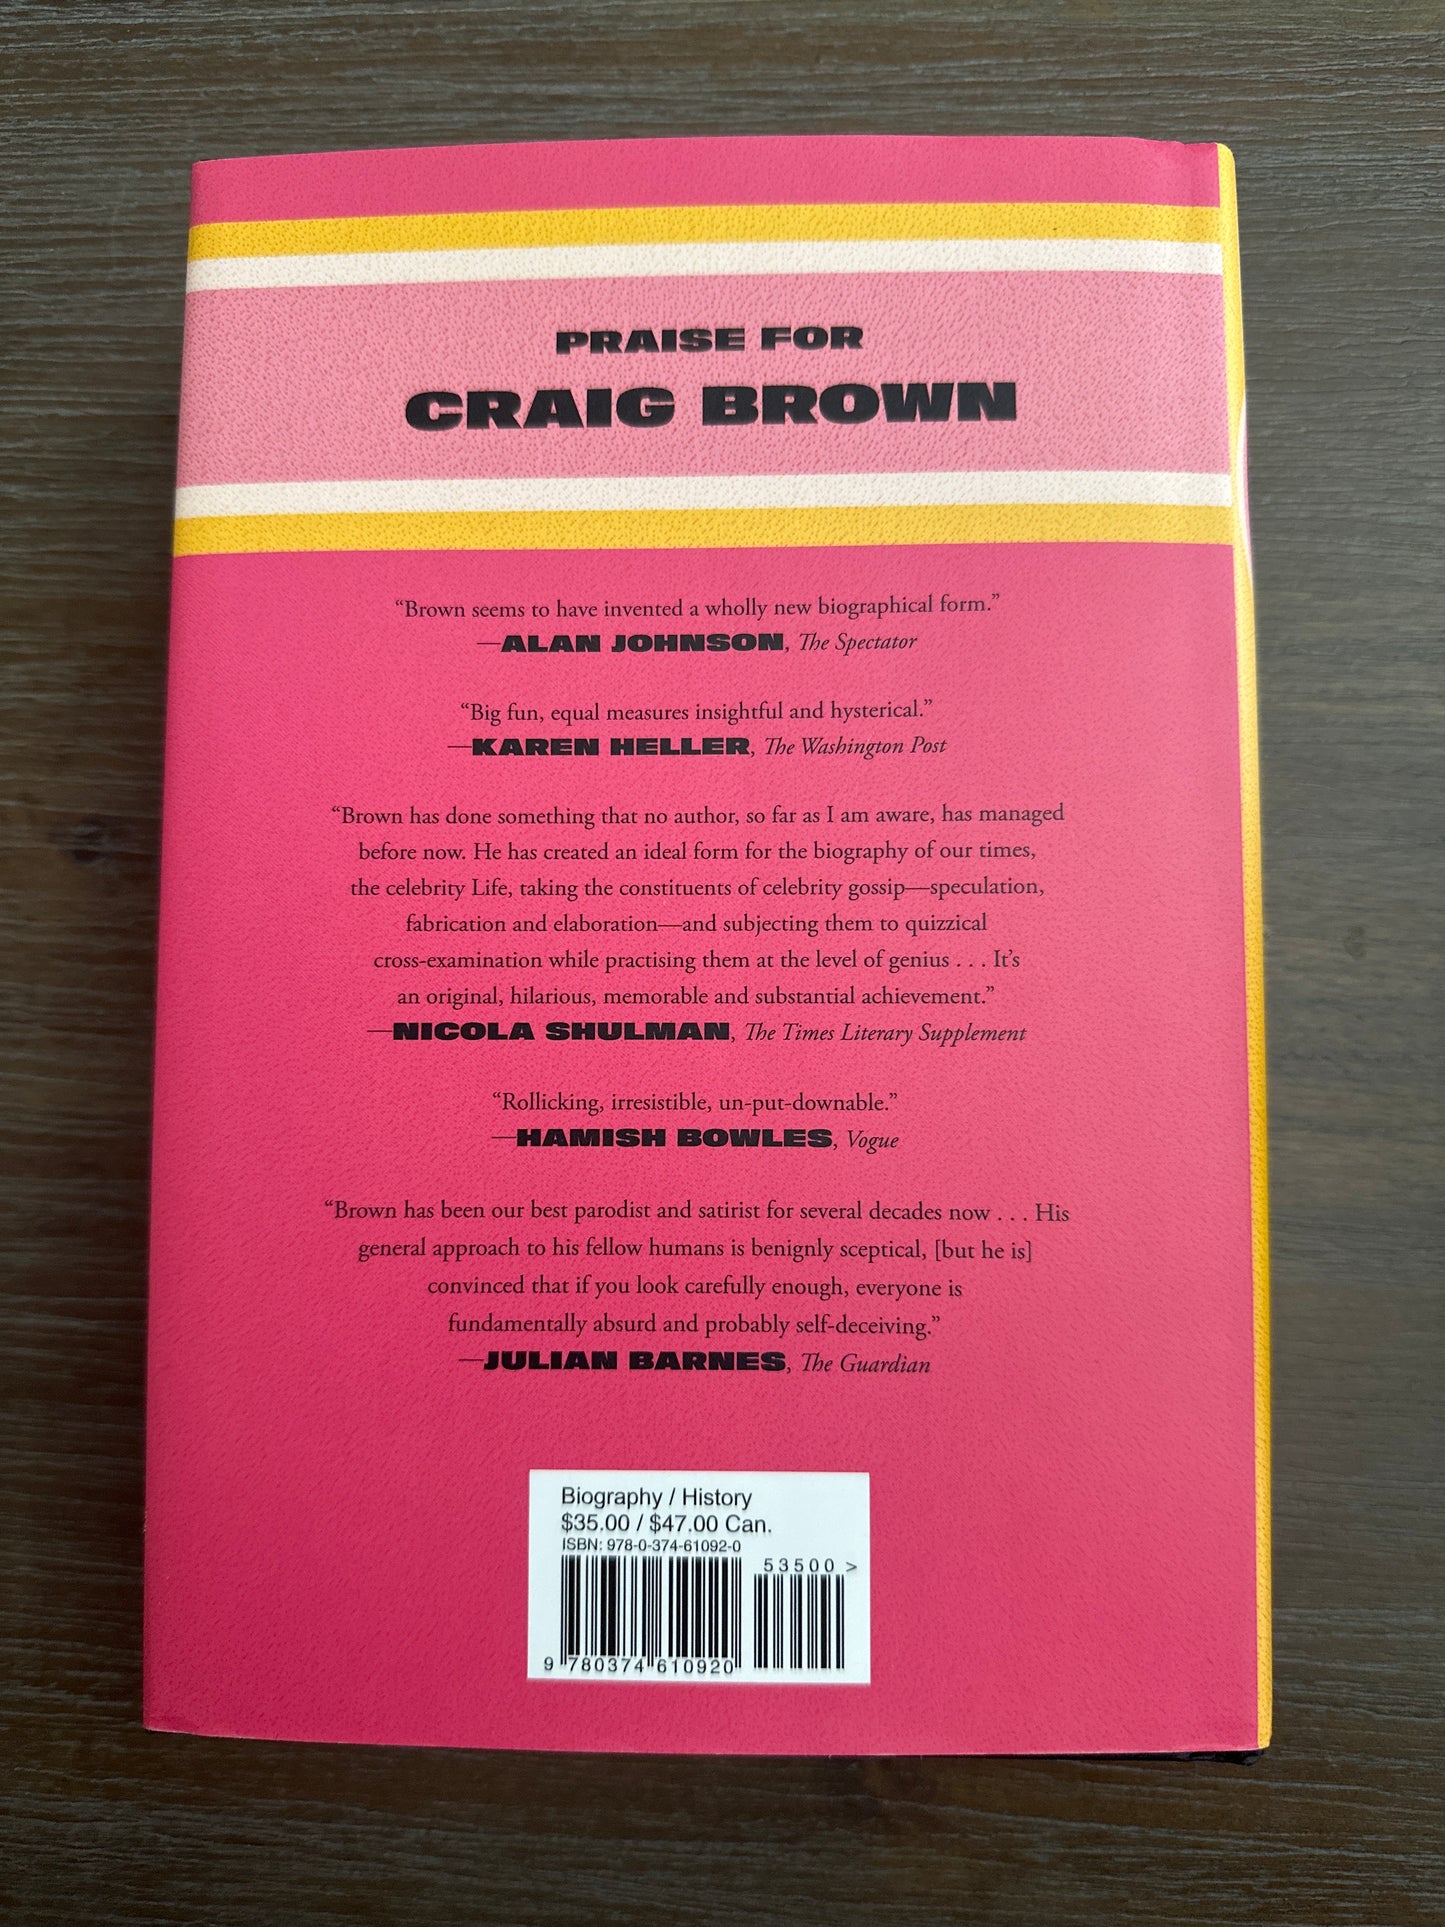 PRAISE FOR
CRAIG BROWN
“Brown seems to have invented a wholly new biographical form.”
—ALAN JOHNSON, The Spectator
“Big fun, equal measures insightful and hysterical.”
—KAREN HELLER, The Washington Post
“Brown has done something that no author, so far as I am aware, has managed
before now. He has created an ideal form for the biography of our times,
the celebrity Life, taking the constituents of celebrity gossip—speculation,
fabrication and elaboration—and subjecting them to quizzical
cross-examination while practising them at the level of genius . . . It’s
an original, hilarious, memorable and substantial achievement.”
—NICOLA SHULMAN, The Times Literary Supplement
“Rollicking, irresistible, un-put-downable.”
—HAMISH BOWLES, Vogue
“Brown has been our best parodist and satirist for several decades now . . . His
general approach to his fellow humans is benignly sceptical, [but he is]
convinced that if you look carefully enough, everyone is
fundamentally absurd and probably self-deceiving.”
—JULIAN BARNES, The Guardian
Biography / History
$35.00 / $47.00 Can.
ISBN: 978-0-374-61092-0
53500 >
9 780374 610920